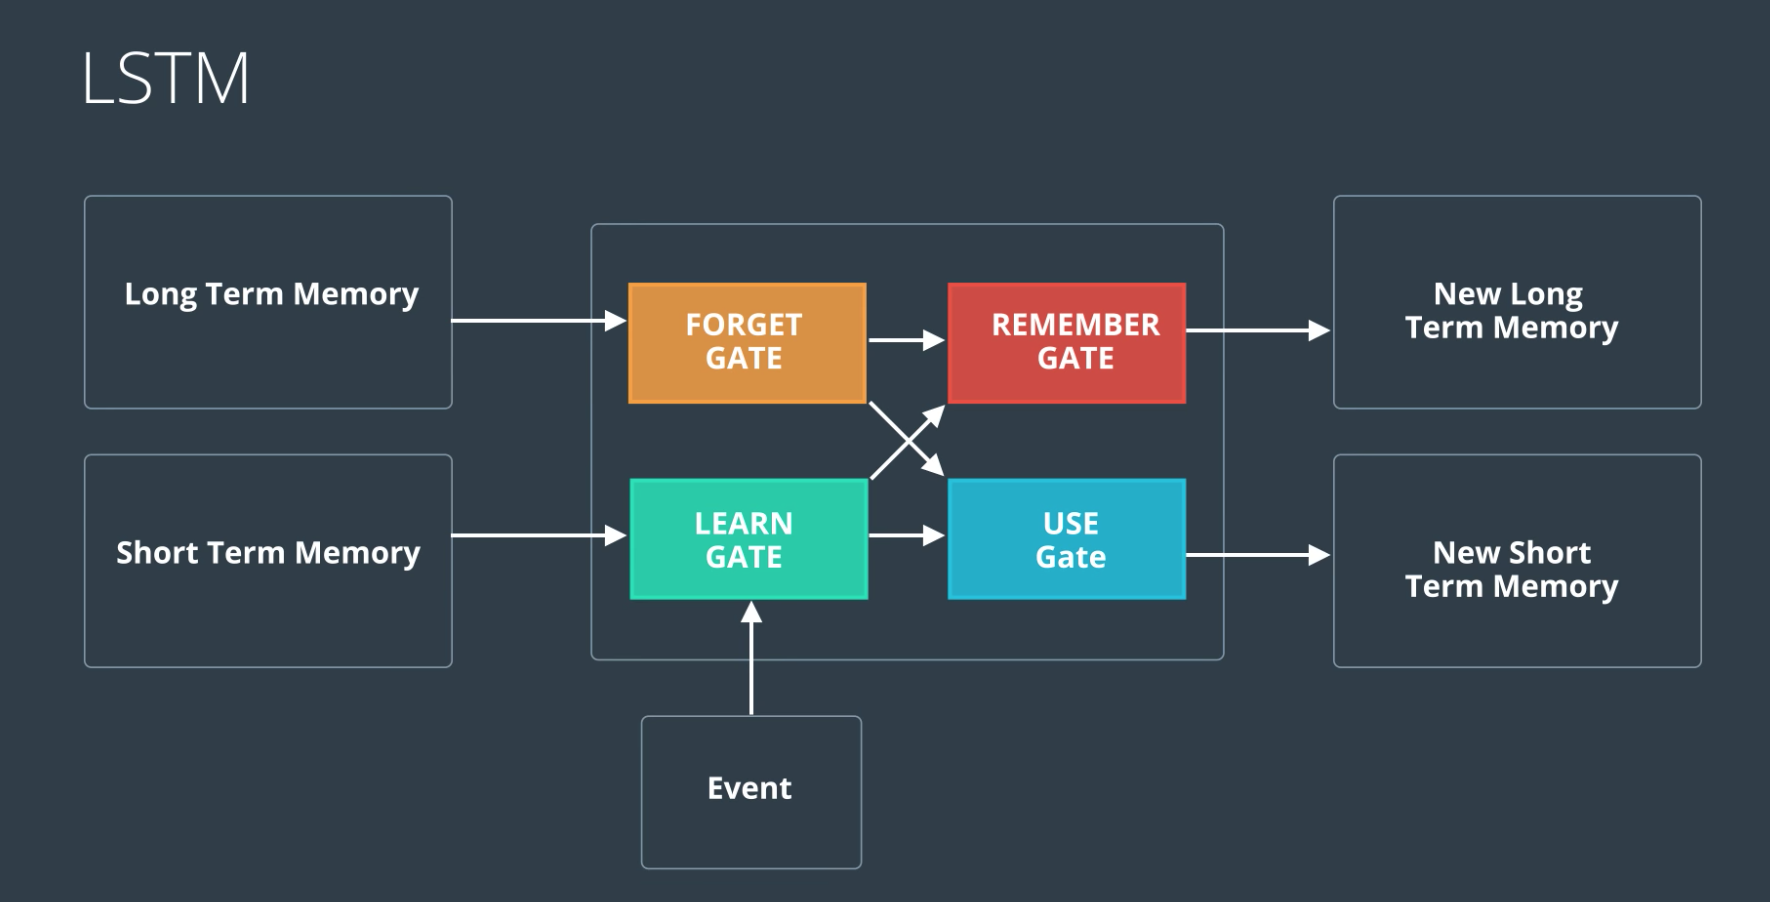 LSTM
Long Term Memory
FORGET
GATE
REMEMBER
GATE
New Long
Term Memory
Short Term Memory
LEARN
GATE
USE
Gate
New Short
Term Memory
Event